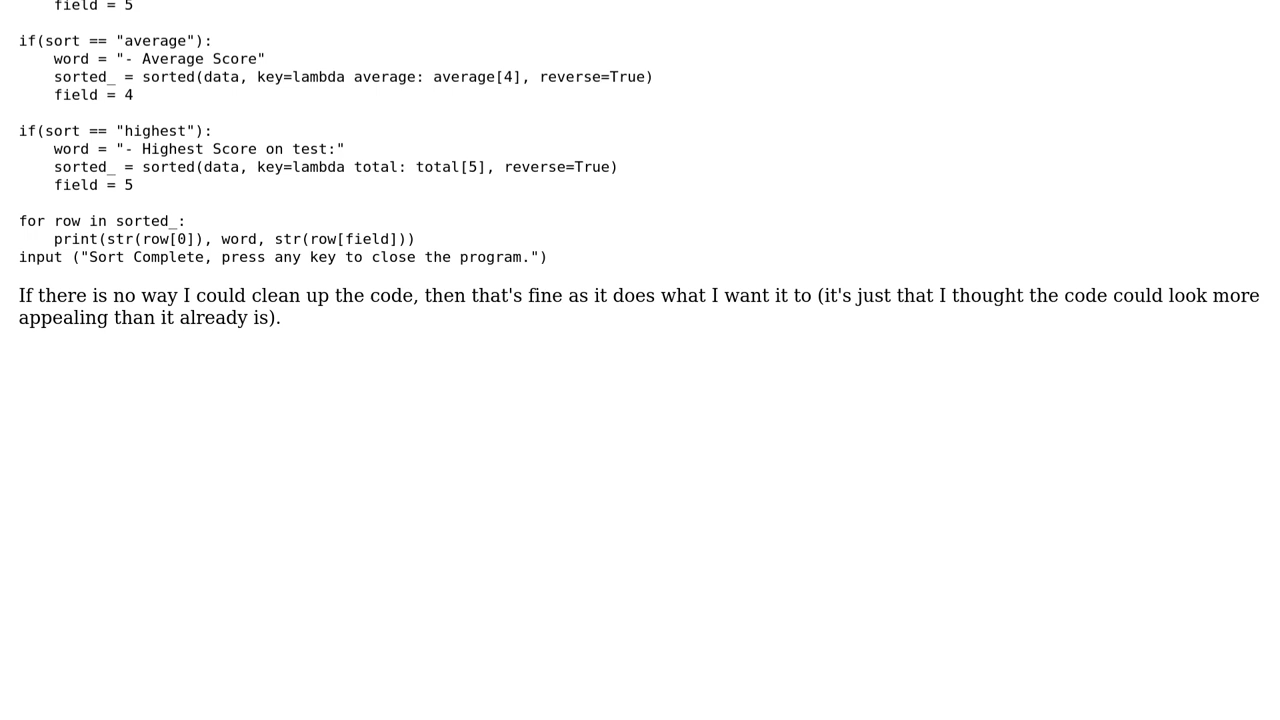 field = 5
if(sort == "average"):
    word = "- Average Score"
    sorted_ = sorted(data, key=lambda average: average[4], reverse=True)
    field = 4
if(sort == "highest"):
    word = "- Highest Score on test:"
    sorted_ = sorted(data, key=lambda total: total[5], reverse=True)
    field = 5
for row in sorted_:
    print(str(row[0]), word, str(row[field]))
input ("Sort Complete, press any key to close the program.")
If there is no way I could clean up the code, then that's fine as it does what I want it to (it's just that I thought the code could look more
appealing than it already is).